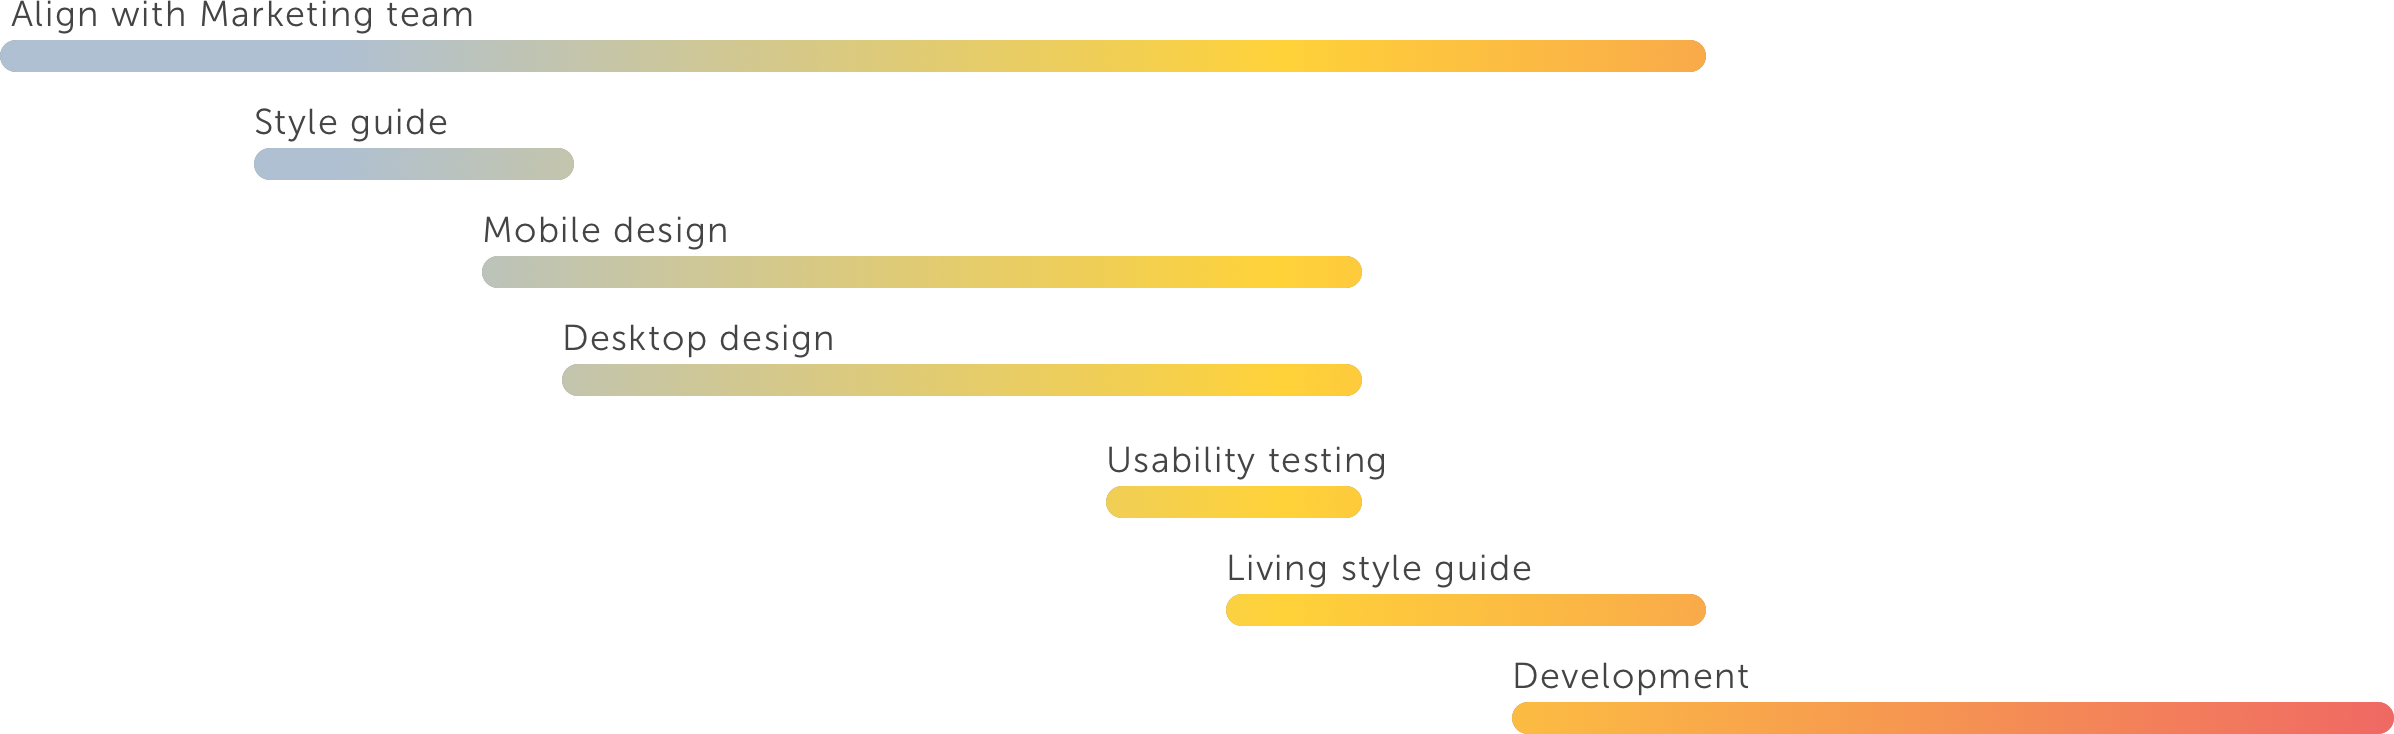 Align with Marketing team
Style guide
Mobile design
Desktop design
Usability testing
Living style guide
Development